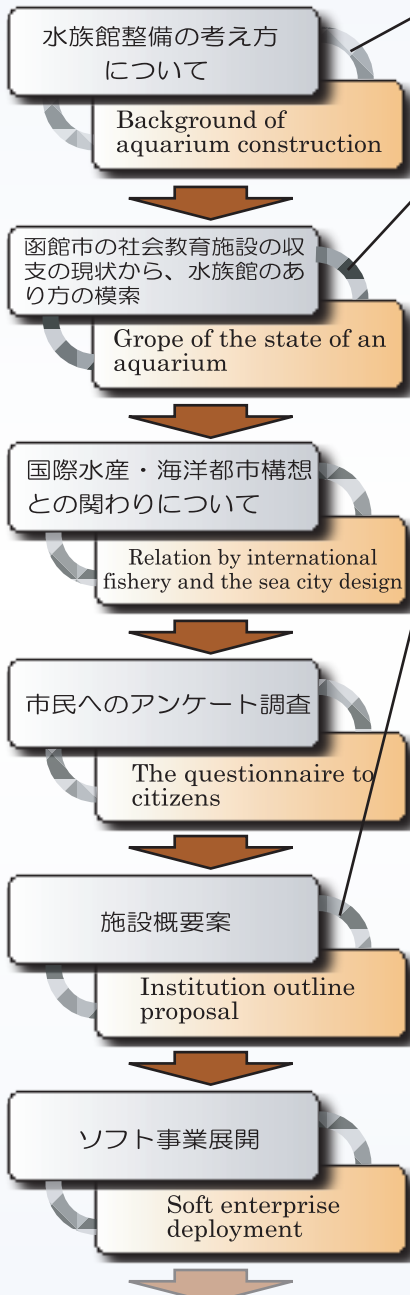 水族館整備の考え方
について
Background of
aquarium construction
函館市の社会教育施設の収
支の現状から、水族館のあ
り方の模索
Grope of the state of an
aquarium
国際水産・海洋都市構想
との関わりについて
Relation by international
fishery and the sea city design
市民へのアンケート調査
The questionnaire to
citizens
施設概要案
Institution outline
proposal
ソフト事業展開
Soft enterprise
deployment